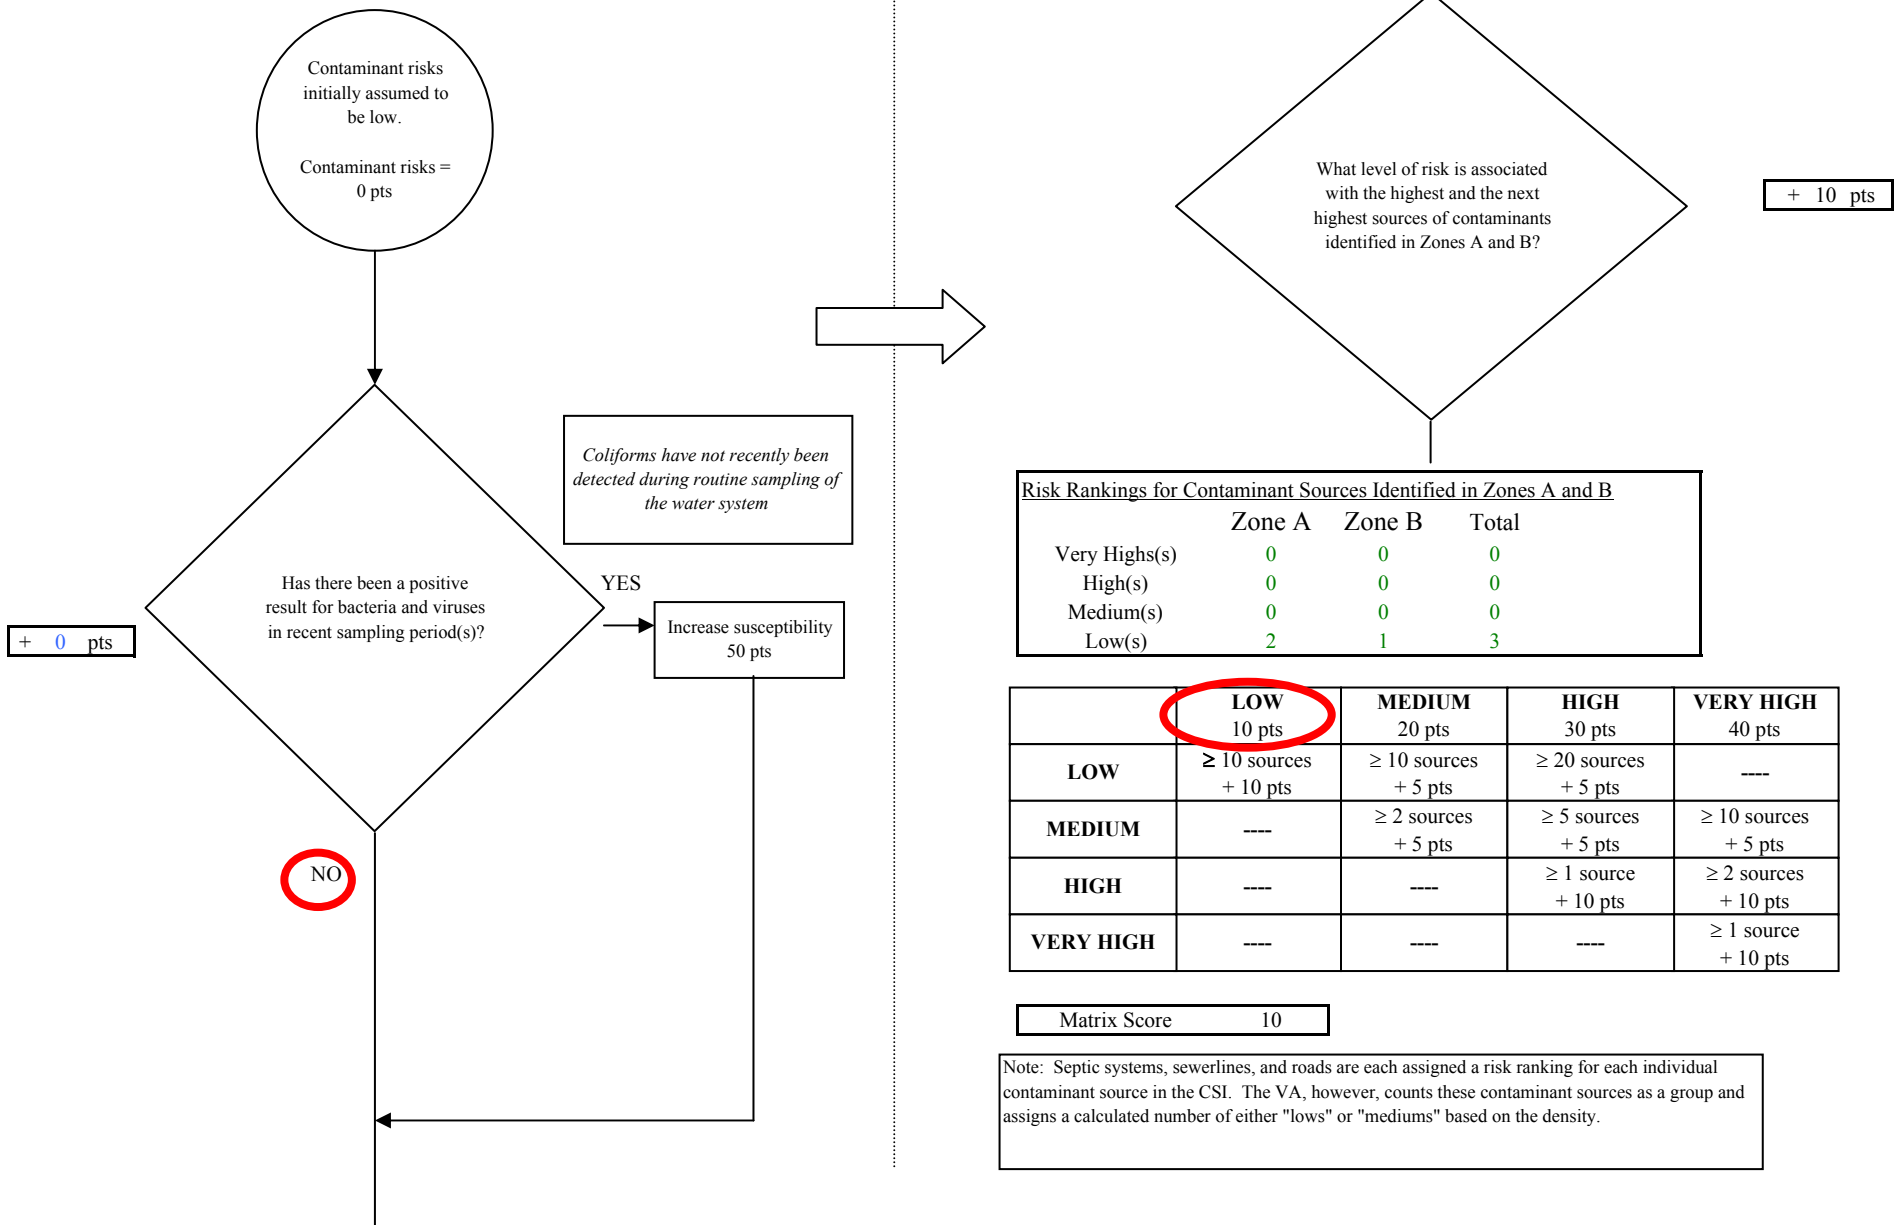 Contaminant risks
initially assumed to
be low.
Contaminant risks =
0 pts
Coliforms have not recently been
detected during routine sampling of
the water system
Has there been a positive
result for bacteria and viruses
in recent sampling period(s)?
YES
+ 0 pts
Increase susceptibility
50 pts
NO
What level of risk is associated
with the highest and the next
highest sources of contaminants
identified in Zones A and B?
+ 10 pts
Risk Rankings for Contaminant Sources Identified in Zones A and B
Zone A Zone B Total
Very Highs(s) 0 0 0
High(s) 0 0 0
Medium(s) 0 0 0
Low(s) 2 1 3
LOW MEDIUM HIGH VERY HIGH
10 pts 20 pts 30 pts 40 pts
LOW ≥ 10 sources ≥ 10 sources ≥ 20 sources ----
+ 10 pts + 5 pts + 5 pts
MEDIUM ---- ≥ 2 sources ≥ 5 sources ≥ 10 sources
+ 5 pts + 5 pts + 5 pts
HIGH ---- ---- ≥ 1 source ≥ 2 sources
+ 10 pts + 10 pts
VERY HIGH ---- ---- ---- ≥ 1 source
+ 10 pts
Matrix Score 10
Note: Septic systems, sewerlines, and roads are each assigned a risk ranking for each individual
contaminant source in the CSI. The VA, however, counts these contaminant sources as a group and
assigns a calculated number of either "lows" or "mediums" based on the density.